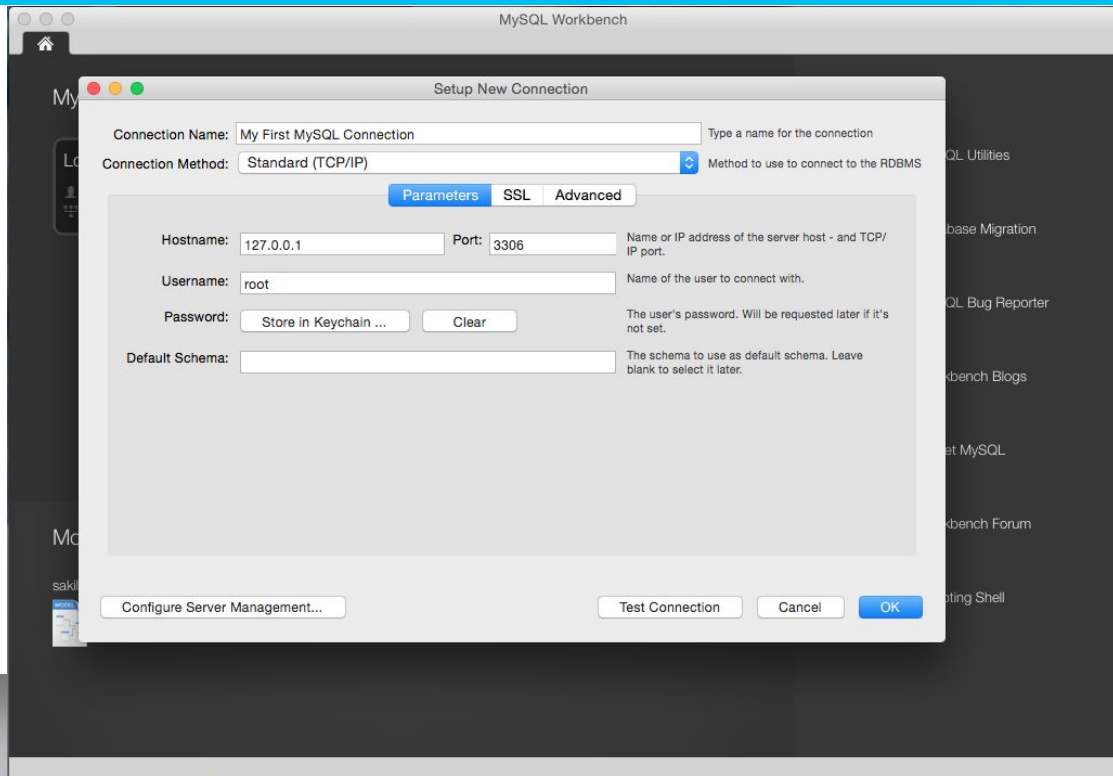 MySQL Workbench
My
Setup New Connection
Connection Name: My First MySQL Connection Type a name for the connection
Connection Method: Standard (TCP/IP) Method to use to connect to the RDBMS
Parameters SSL Advanced
Hostname: 127.0.0.1 Port: 3306 Name or IP address of the server host - and TCP/
IP port.
Username: root Name of the user to connect with.
Password: Store in Keychain ... Clear The user's password. Will be requested later if it's
not set.
Default Schema: The schema to use as default schema. Leave
blank to select it later.
Configure Server Management... Test Connection Cancel OK
Lo
Mo
sakil
MODEL
QL Utilities
base Migration
QL Bug Reporter
kbench Blogs
et MySQL
kbench Forum
pting Shell